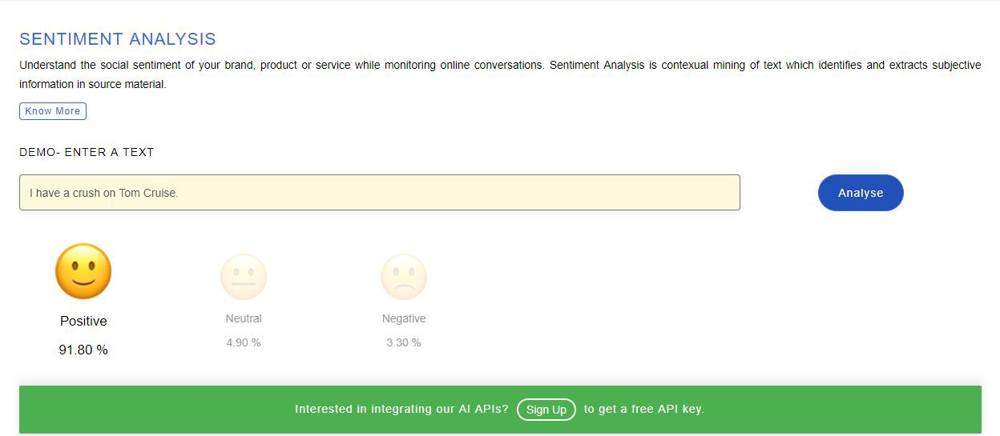 SENTIMENT ANALYSIS
Understand the social sentiment of your brand, product or service while monitoring online conversations. Sentiment Analysis is contexual mining of text which identifies and extracts subjective
information in source material.
Know More
DEMO- ENTER A TEXT
I have a crush on Tom Cruise.
Analyse
Positive
Neutral
Negative
91.80 %
4.90 %
3.30 %
Interested in integrating our AI APIs? Sign Up to get a free API key.